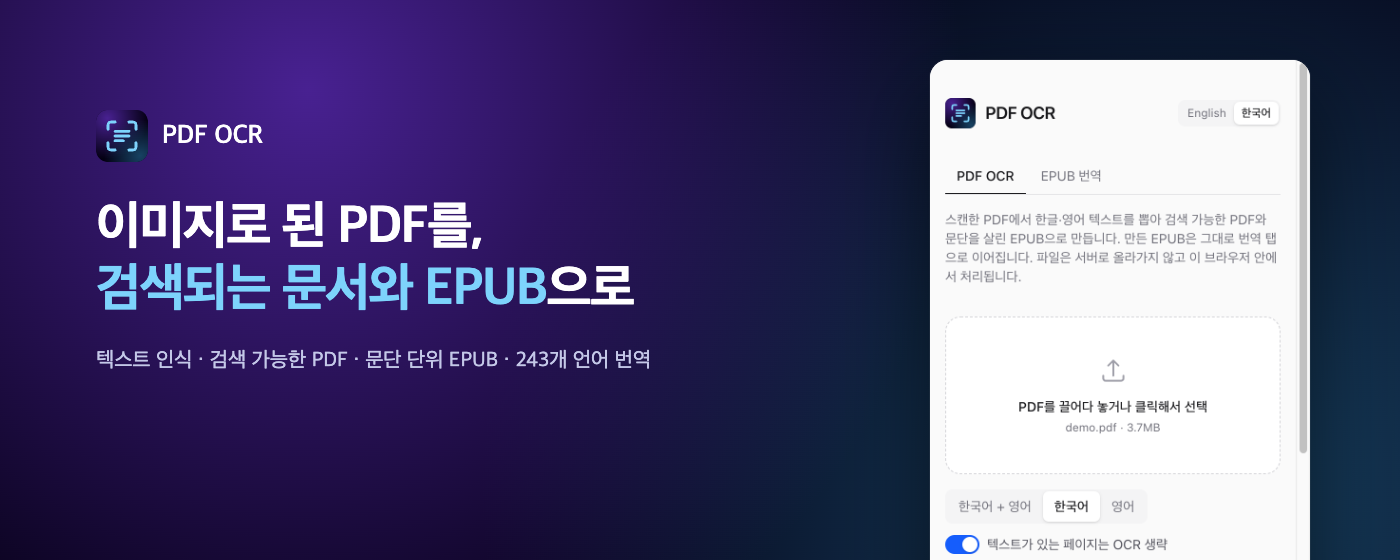 PDF OCR
이미지로 된 PDF를,
검색되는 문서와 EPUB으로
텍스트 인식 · 검색 가능한 PDF · 문단 단위 EPUB · 243개 언어 번역
PDF OCR
English 한국어
PDF OCR EPUB 번역
스캔한 PDF에서 한글·영어 텍스트를 뽑아 검색 가능한 PDF와
문단을 살린 EPUB으로 만듭니다. 만든 EPUB은 그대로 번역 탭
으로 이어집니다. 파일은 서버로 올라가지 않고 이 브라우저 안에
서 처리됩니다.
PDF를 끌어다 놓거나 클릭해서 선택
demo.pdf · 3.7MB
한국어 + 영어 한국어 영어
텍스트가 있는 페이지는 OCR 생략